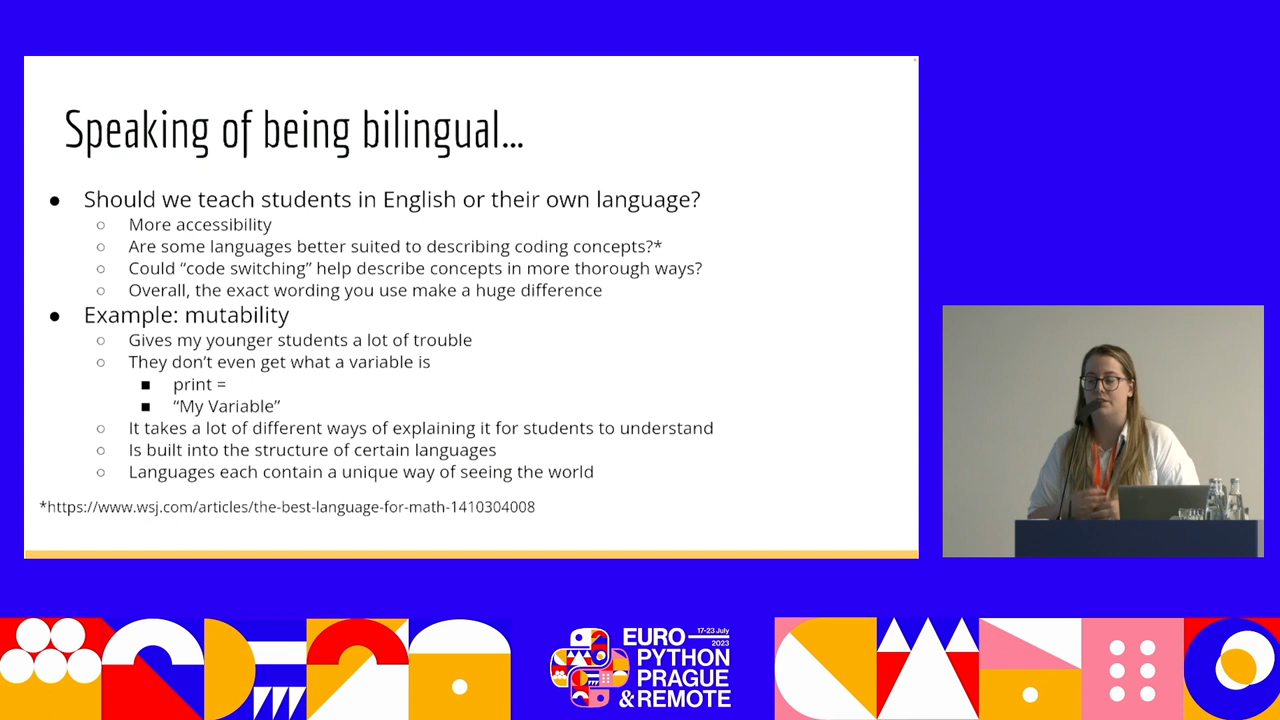 Speaking of being bilingual...
● Should we teach students in English or their own language?
○ More accessibility
○ Are some languages better suited to describing coding concepts?*
○ Could “code switching” help describe concepts in more thorough ways?
○ Overall, the exact wording you use make a huge difference
● Example: mutability
○ Gives my younger students a lot of trouble
○ They don’t even get what a variable is
■ print =
■ “My Variable”
○ It takes a lot of different ways of explaining it for students to understand
○ Is built into the structure of certain languages
○ Languages each contain a unique way of seeing the world
*https://www.wsj.com/articles/the-best-language-for-math-1410304008
EURO 17-23 July 2023
PYTHON
PRAGUE
& REMOTE